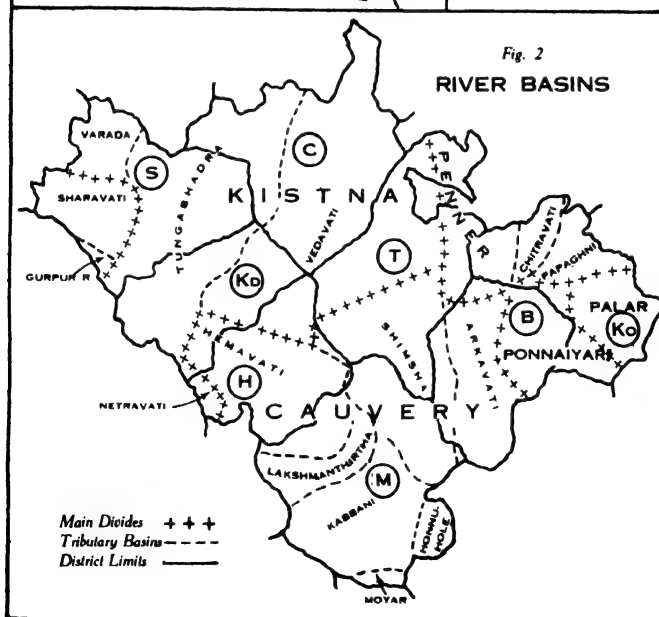 Fig. 2
RIVER BASINS
VARADA
S
C
PENNER
SHARAVATI
TUNGABHADRA
KISTNA
VEDAVATI
CHITRAVATI
PAPAGHNI
GURPUR R
KD
T
PALAR
KO
B
PONNAIYAR
HEMAVATI
SHIMSHA
ARKAVATI
NETRAVATI
H
CAUVERY
LAKSHMANTHIRTHA
M
KABBANI
HONNU-
HOLE
MOYAR
Main Divides
Tributary Basins
District Limits